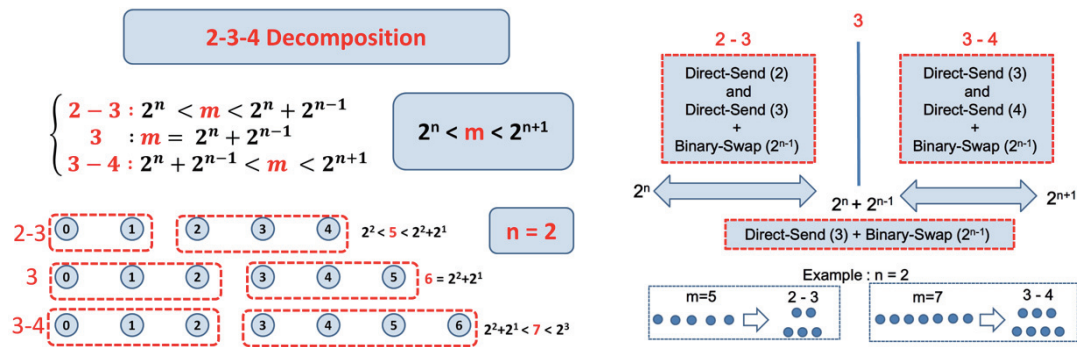 2-3-4 Decomposition
2 − 3 : 2ⁿ < m < 2ⁿ + 2ⁿ⁻¹
3 : m = 2ⁿ + 2ⁿ⁻¹
3 − 4 : 2ⁿ + 2ⁿ⁻¹ < m < 2ⁿ⁺¹
2ⁿ < m < 2ⁿ⁺¹
2-3 0 1 2 3 4 2² < 5 < 2²+2¹
n = 2
3 0 1 2 3 4 5 6 = 2²+2¹
3-4 0 1 2 3 4 5 6 2²+2¹ < 7 < 2³
3
2 - 3
Direct-Send (2)
and
Direct-Send (3)
+
Binary-Swap (2ⁿ⁻¹)
3 - 4
Direct-Send (3)
and
Direct-Send (4)
+
Binary-Swap (2ⁿ⁻¹)
2ⁿ
2ⁿ + 2ⁿ⁻¹
2ⁿ⁺¹
Direct-Send (3) + Binary-Swap (2ⁿ⁻¹)
Example : n = 2
m=5 2 - 3
m=7 3 - 4